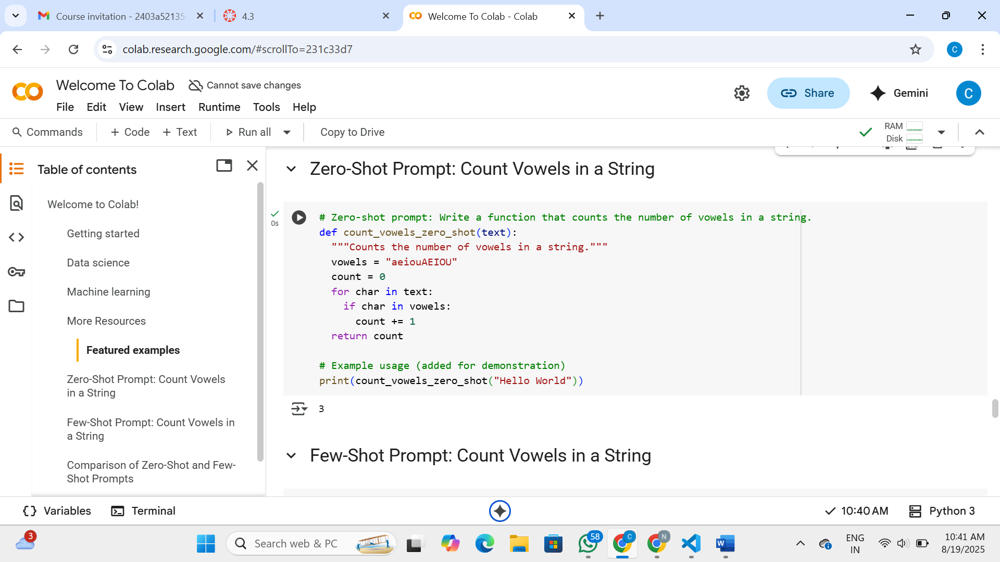 Course invitation - 2403a52135
4.3
Welcome To Colab - Colab
colab.research.google.com/#scrollTo=231c33d7
C
Welcome To Colab
Cannot save changes
File Edit View Insert Runtime Tools Help
Share
Gemini
C
Commands
+ Code + Text
Run all
Copy to Drive
RAM
Disk
Table of contents
Welcome to Colab!
Getting started
Data science
Machine learning
More Resources
Featured examples
Zero-Shot Prompt: Count Vowels
in a String
Few-Shot Prompt: Count Vowels in
a String
Comparison of Zero-Shot and Few-
Shot Prompts
Zero-Shot Prompt: Count Vowels in a String
0s
# Zero-shot prompt: Write a function that counts the number of vowels in a string.
def count_vowels_zero_shot(text):
"""Counts the number of vowels in a string."""
vowels = "aeiouAEIOU"
count = 0
for char in text:
if char in vowels:
count += 1
return count
# Example usage (added for demonstration)
print(count_vowels_zero_shot("Hello World"))
3
Few-Shot Prompt: Count Vowels in a String
Variables
Terminal
10:40 AM
Python 3
3
Search web & PC
58
C
N
W
ENG
IN
10:41 AM
8/19/2025